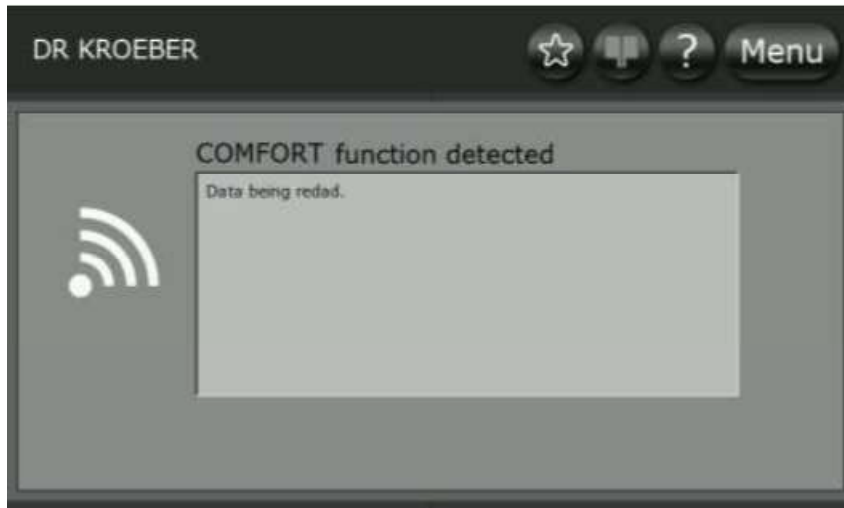 DR KROEBER
? Menu
COMFORT function detected
Data being redad.